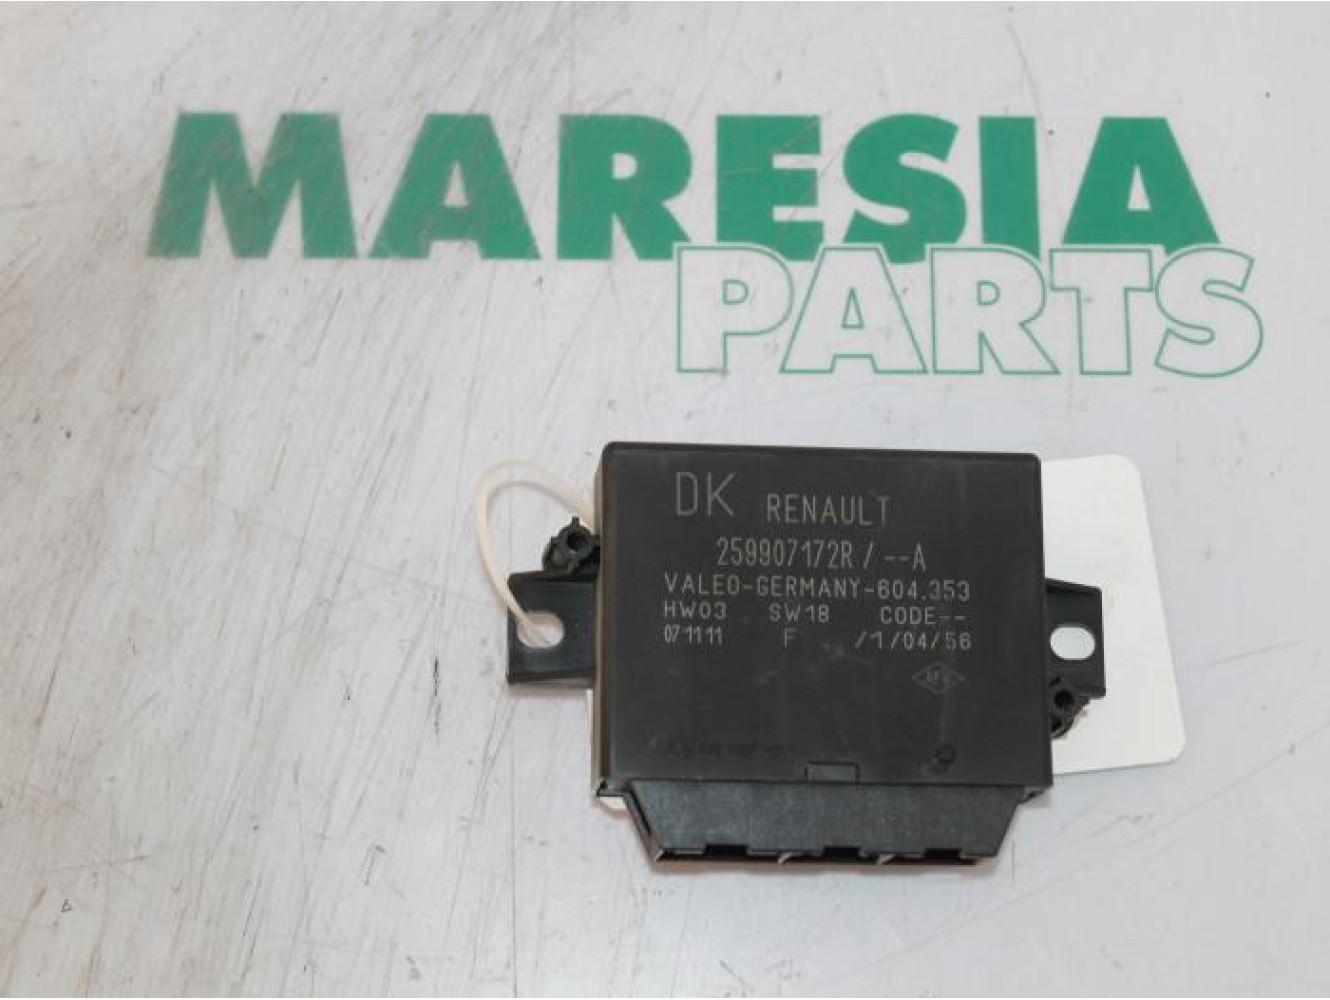 MARESIA
PARTS
DK RENAULT
259907172R / --A
VALEO-GERMANY-604.353
HW03 SW18 CODE--
071111 F /1/04/56